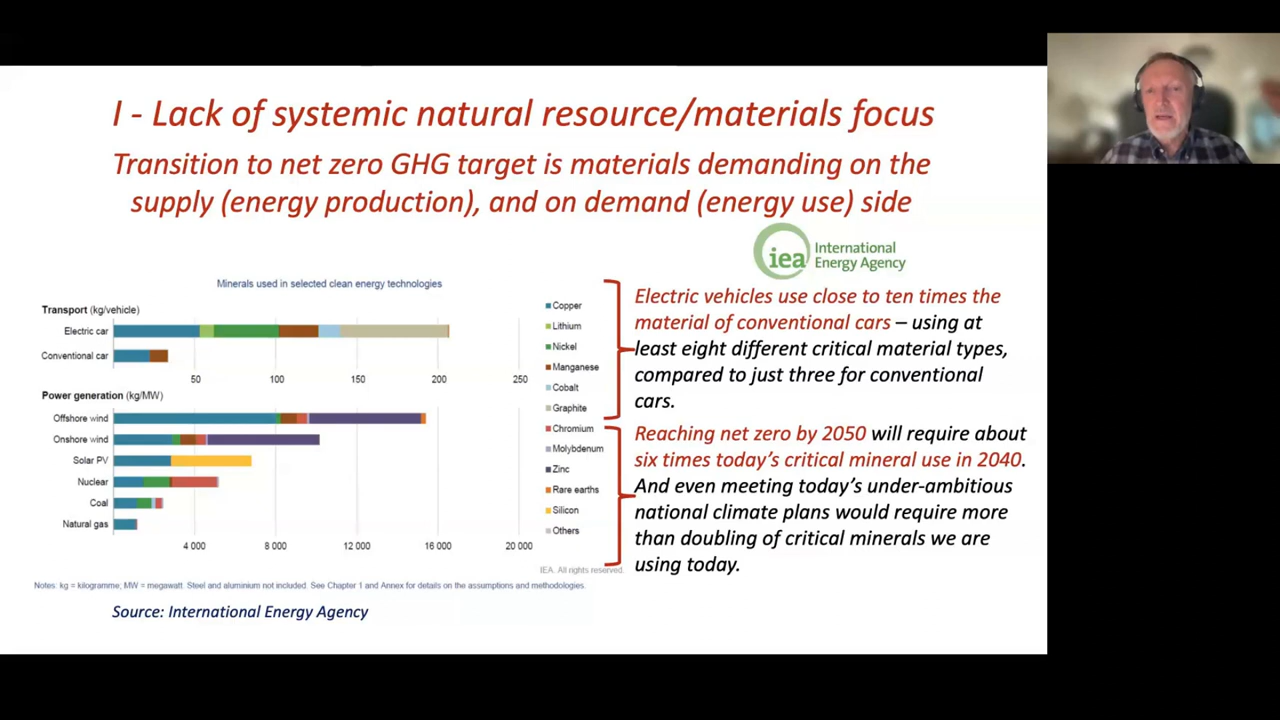 I - Lack of systemic natural resource/materials focus
Transition to net zero GHG target is materials demanding on the
supply (energy production), and on demand (energy use) side
iea
International
Energy Agency
Minerals used in selected clean energy technologies
Transport (kg/vehicle)
Electric car
Conventional car
50
100
150
200
250
Power generation (kg/MW)
Offshore wind
Onshore wind
Solar PV
Nuclear
Coal
Natural gas
4 000
8 000
12 000
16 000
20 000
Copper
Lithium
Nickel
Manganese
Cobalt
Graphite
Chromium
Molybdenum
Zinc
Rare earths
Silicon
Others
IEA. All rights reserved.
Notes: kg = kilogramme; MW = megawatt. Steel and aluminium not included. See Chapter 1 and Annex for details on the assumptions and methodologies.
Source: International Energy Agency
Electric vehicles use close to ten times the
material of conventional cars – using at
least eight different critical material types,
compared to just three for conventional
cars.
Reaching net zero by 2050 will require about
six times today's critical mineral use in 2040.
And even meeting today's under-ambitious
national climate plans would require more
than doubling of critical minerals we are
using today.